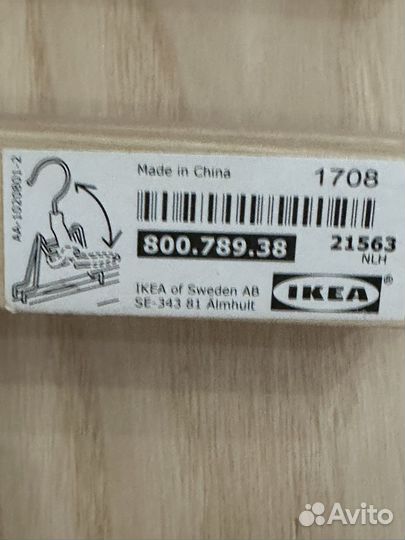 AA-1020801-2
Made in China
1708
800.789.38
21563
NLH
IKEA of Sweden AB
SE-343 81 Älmhult
IKEA®
Avito